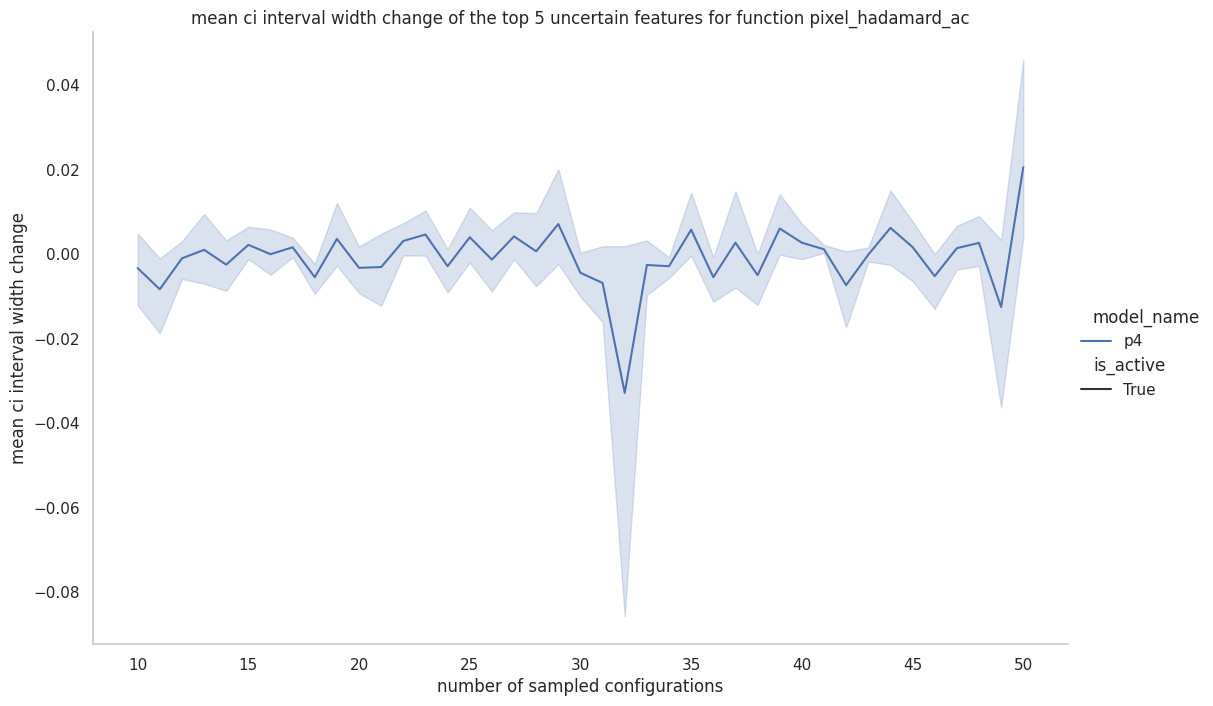 mean ci interval width change of the top 5 uncertain features for function pixel_hadamard_ac
mean ci interval width change
0.04
0.02
0.00
−0.02
−0.04
−0.06
−0.08
10 15 20 25 30 35 40 45 50
number of sampled configurations
model_name
p4
is_active
True